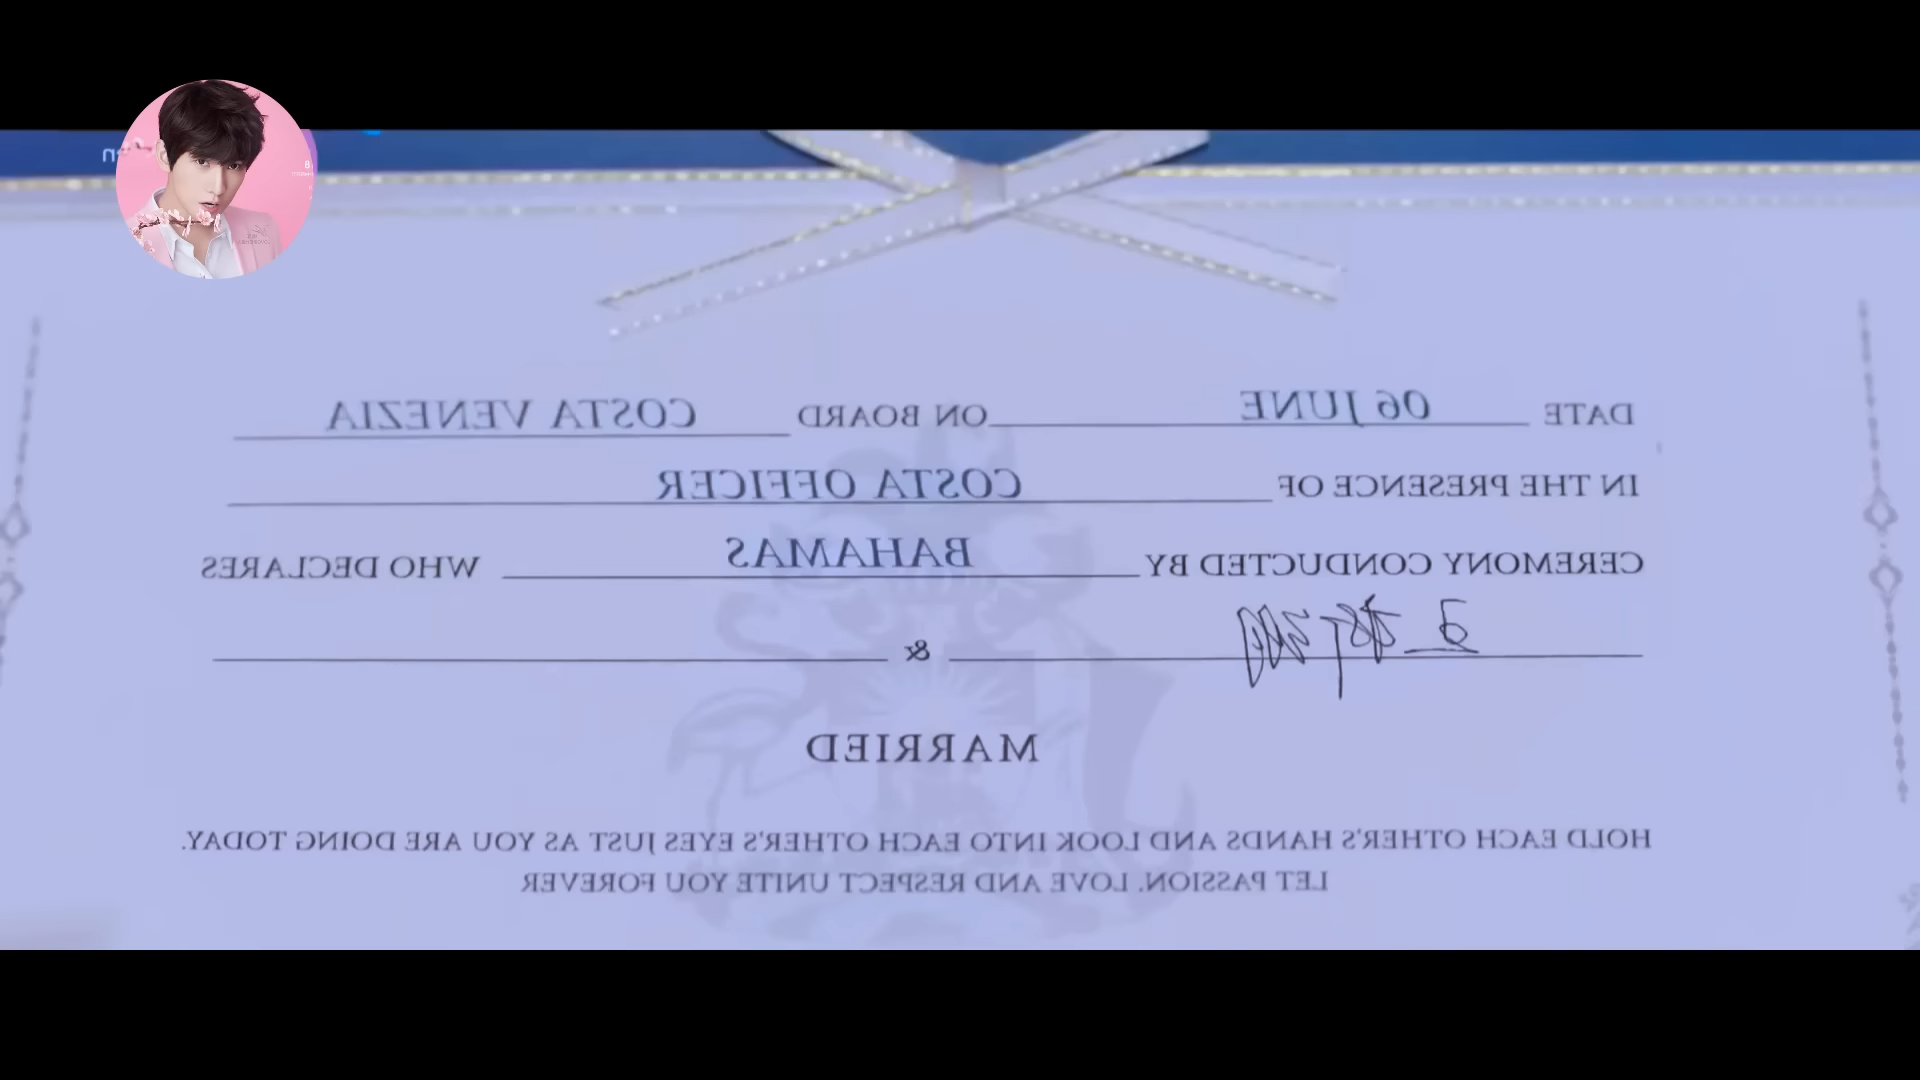 DATE 06 JUNE ON BOARD COSTA VENEZIA
IN THE PRESENCE OF COSTA OFFICER
CEREMONY CONDUCTED BY BAHAMAS WHO DECLARES
&
MARRIED
HOLD EACH OTHER'S HANDS AND LOOK INTO EACH OTHER'S EYES JUST AS YOU ARE DOING TODAY.
LET PASSION, LOVE AND RESPECT UNITE YOU FOREVER